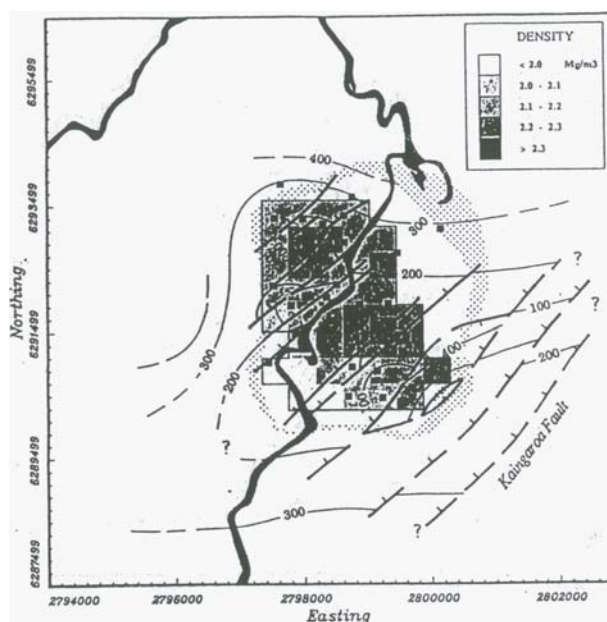 DENSITY
< 2.0 Mg/m3
2.0 - 2.1
2.1 - 2.2
2.2 - 2.3
> 2.3
6295499
6293499
6291499
6289499
6287499
Northing
400
300
200
?
100
?
300
200
100
200
?
Kaingaroa Fault
300
?
2794000 2796000 2798000 2800000 2802000
Easting